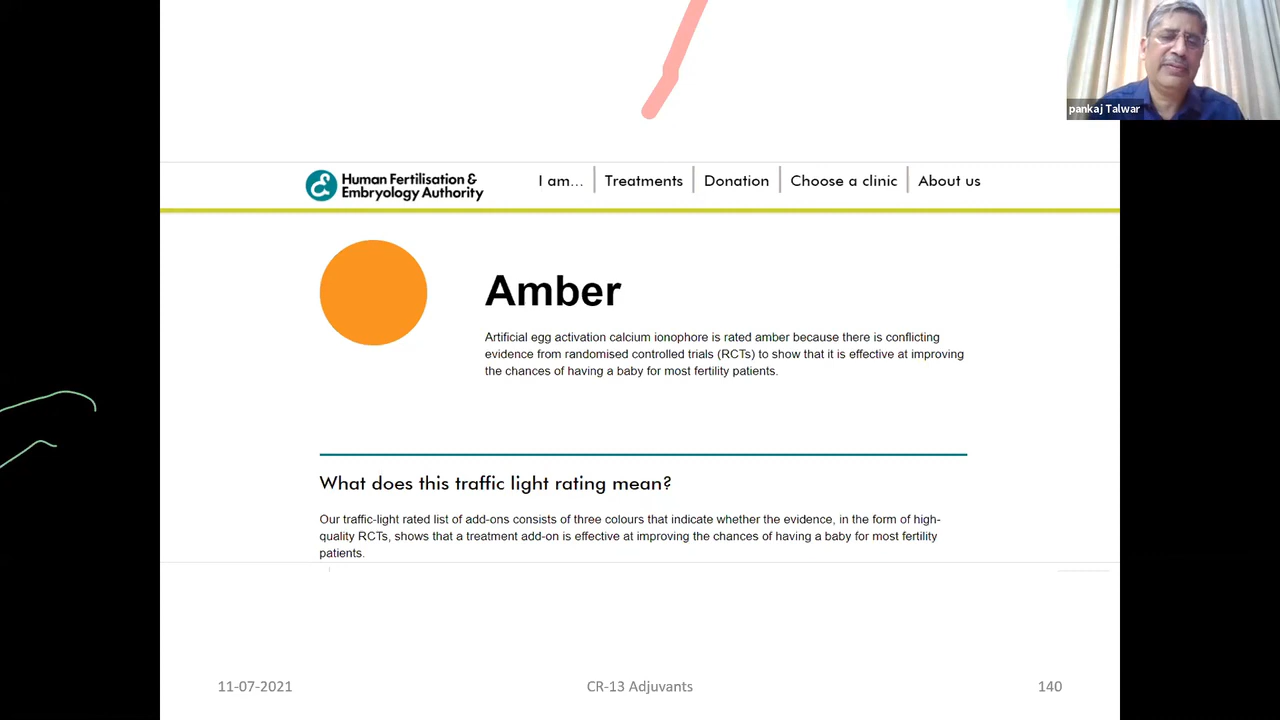 pankaj Talwar
Human Fertilisation &
Embryology Authority
I am...
Treatments
Donation
Choose a clinic
About us
Amber
Artificial egg activation calcium ionophore is rated amber because there is conflicting
evidence from randomised controlled trials (RCTs) to show that it is effective at improving
the chances of having a baby for most fertility patients.
What does this traffic light rating mean?
Our traffic-light rated list of add-ons consists of three colours that indicate whether the evidence, in the form of high-
quality RCTs, shows that a treatment add-on is effective at improving the chances of having a baby for most fertility
patients.
11-07-2021
CR-13 Adjuvants
140